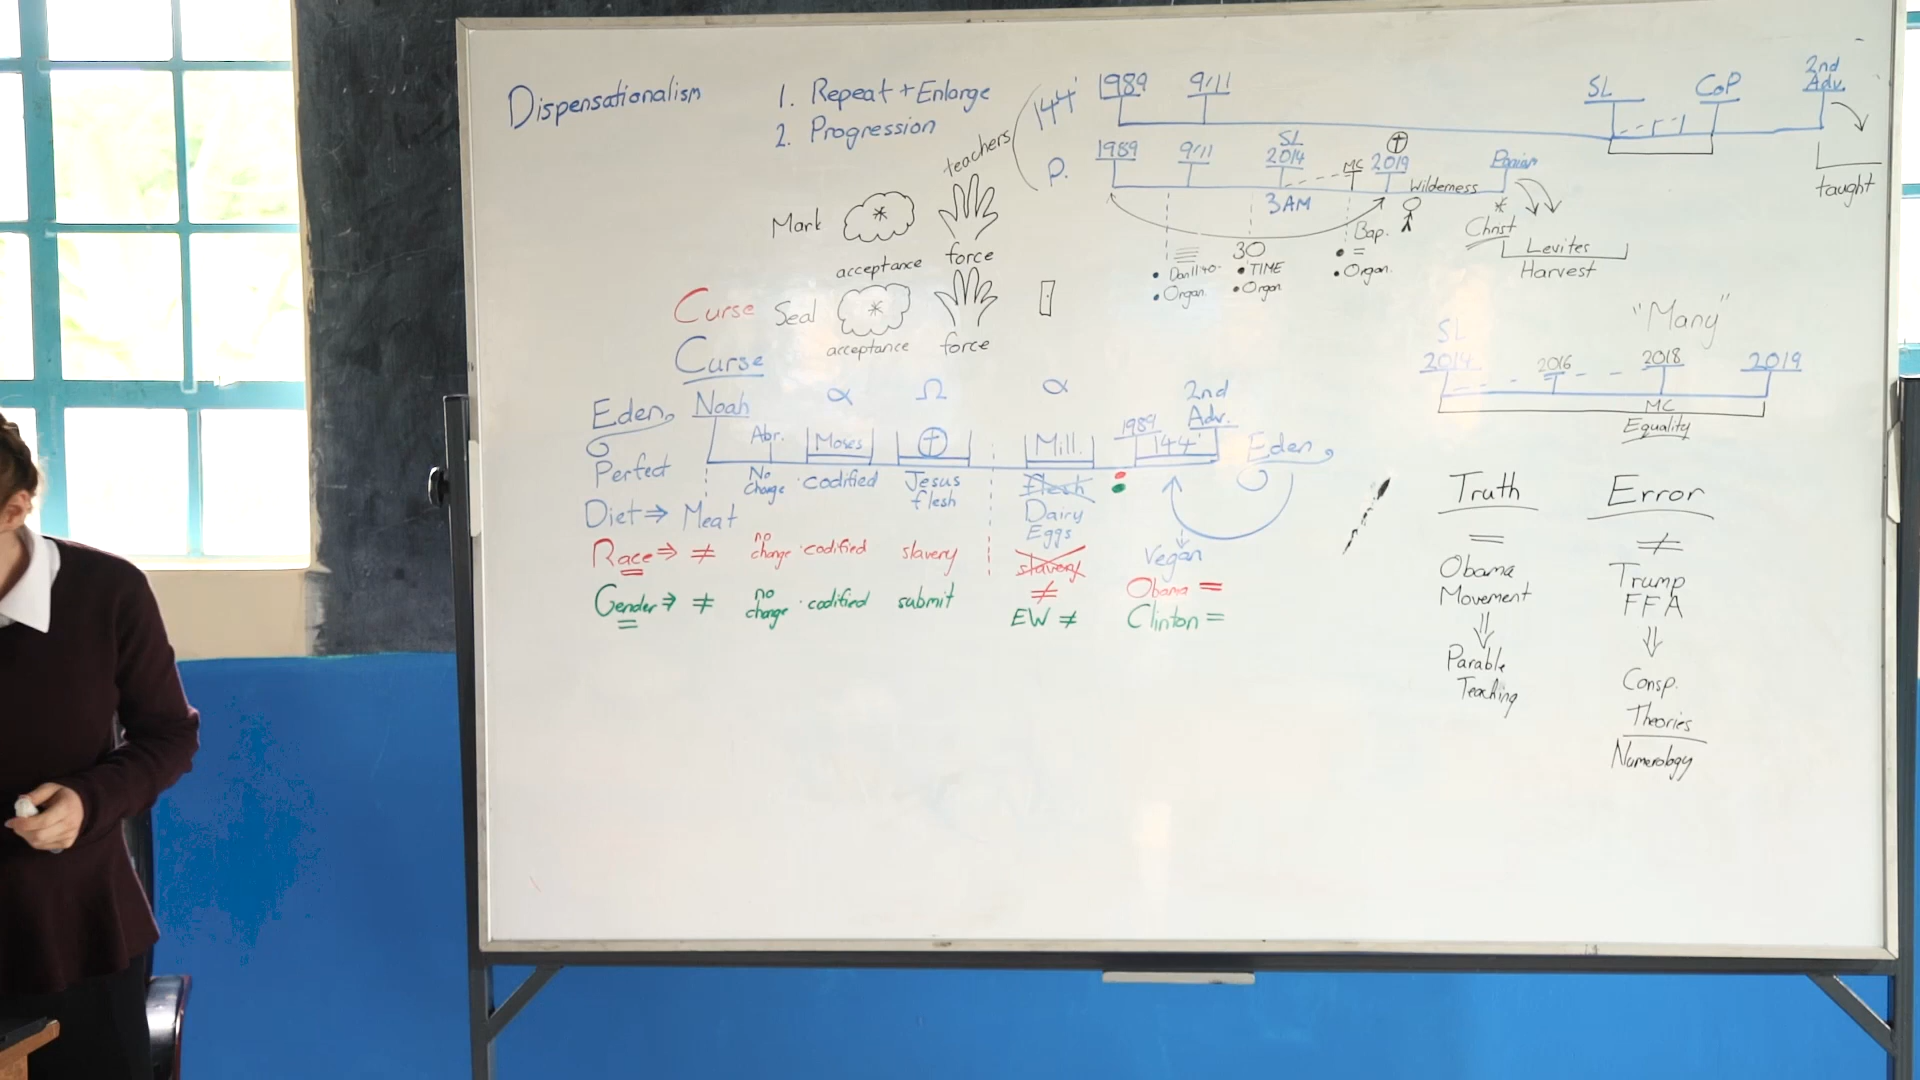 Dispensationalism
1. Repeat + Enlarge
2. Progression
144'
1989
9/11
SL
CoP
2nd
Adv.
taught
teachers
P.
1989
9/11
SL
2014
3AM
MC
2019
Wilderness
Panium
Christ
Levites
Harvest
Dan 11:40
• Organ.
30
• TIME
• Organ
Bap.
• =
• Organ.
Mark
acceptance
force
Curse
Seal
acceptance
force
Curse
Eden
Perfect
Noah
Abr.
α
Moses
Ω
α
Mill.
1989
144'
2nd
Adv.
Eden
No
Change
• codified
Jesus
flesh
Flesh
Dairy
Eggs
Vegan
Diet ⇒ Meat
Race ⇒ ≠
no
change
• codified
slavery
slavery
≠
Obama =
Gender ⇒ ≠
no
change
• codified
submit
EW ≠
Clinton =
"Many"
SL
2014
2016
2018
2019
MC
Equality
Truth
=
Obama
Movement
⇓
Parable
Teaching
Error
≠
Trump
FFA
⇓
Consp.
Theories
Numerology